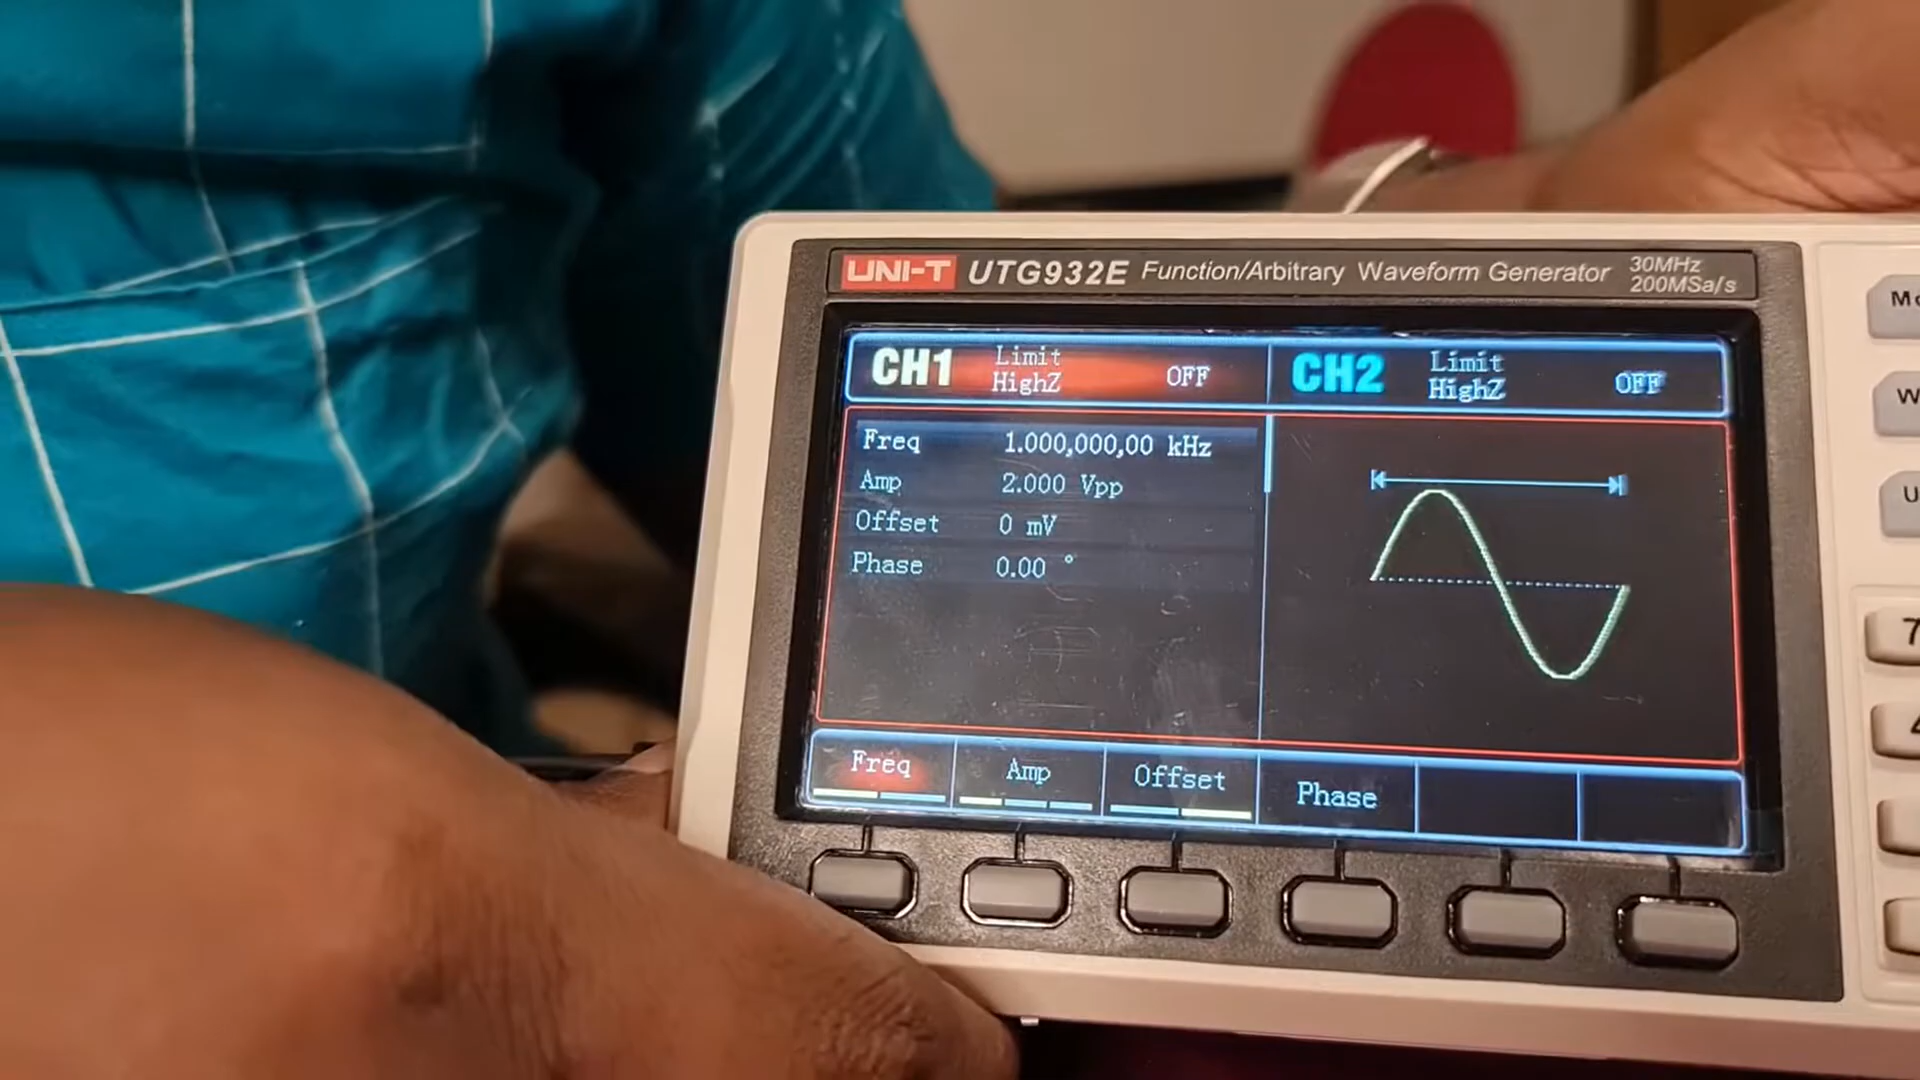 UNI-T UTG932E Function/Arbitrary Waveform Generator 30MHz
200MSa/s
CH1 Limit HighZ OFF CH2 Limit HighZ OFF
Freq 1.000,000,00 kHz
Amp 2.000 Vpp
Offset 0 mV
Phase 0.00 °
Freq Amp Offset Phase
W
U
7
4